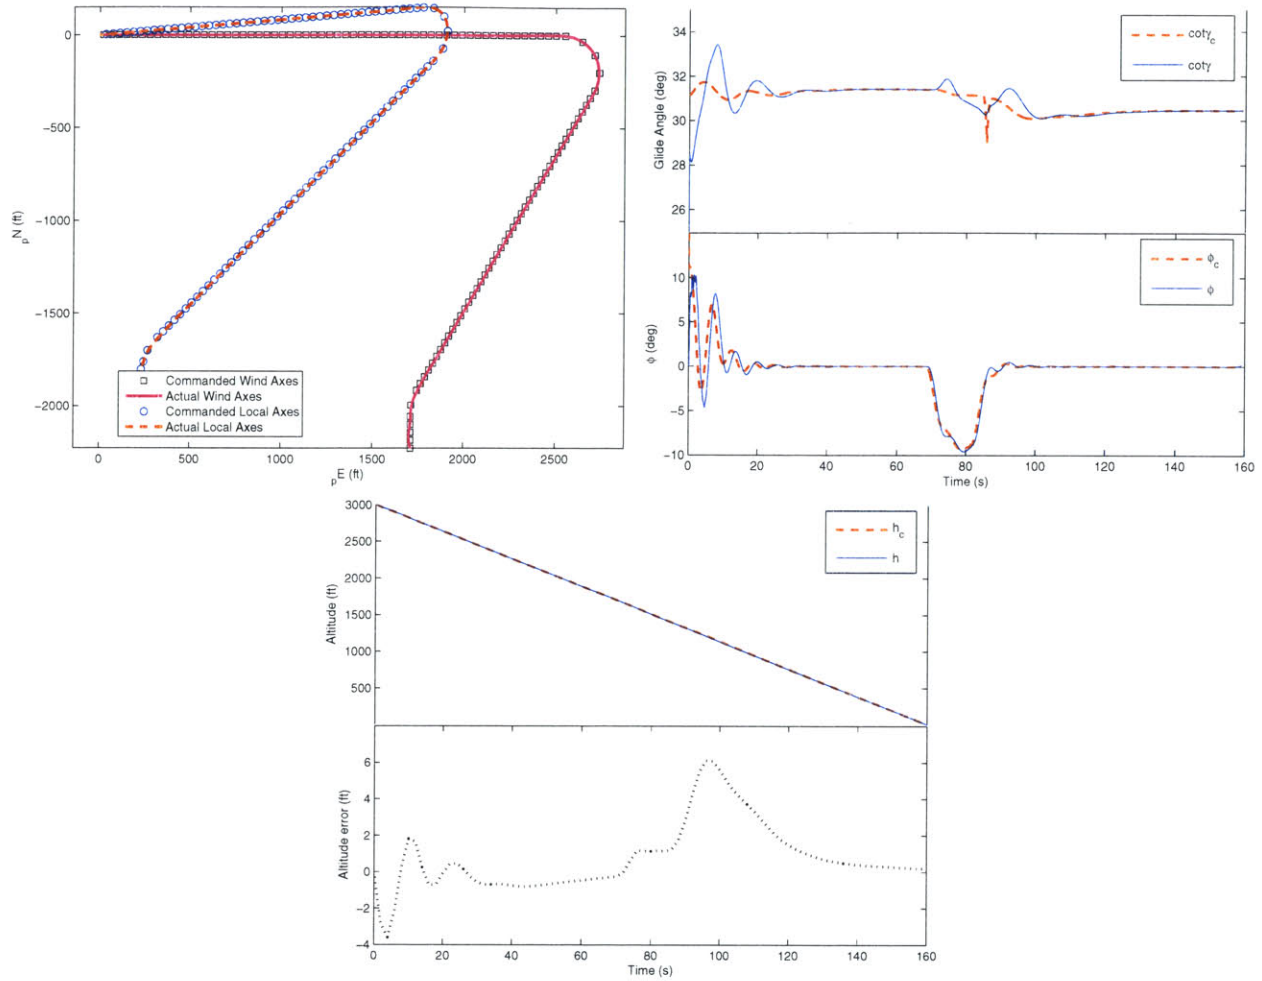 0
−500
−1000
−1500
−2000
pN (ft)
Commanded Wind Axes
Actual Wind Axes
Commanded Local Axes
Actual Local Axes
0 500 1000 1500 2000 2500
pE (ft)
34
32
30
28
26
Glide Angle (deg)
cotγc
cotγ
10
5
0
−5
−10
ϕ (deg)
ϕc
ϕ
0 20 40 60 80 100 120 140 160
Time (s)
3000
2500
2000
1500
1000
500
Altitude (ft)
hc
h
6
4
2
0
−2
−4
Altitude error (ft)
0 20 40 60 80 100 120 140 160
Time (s)